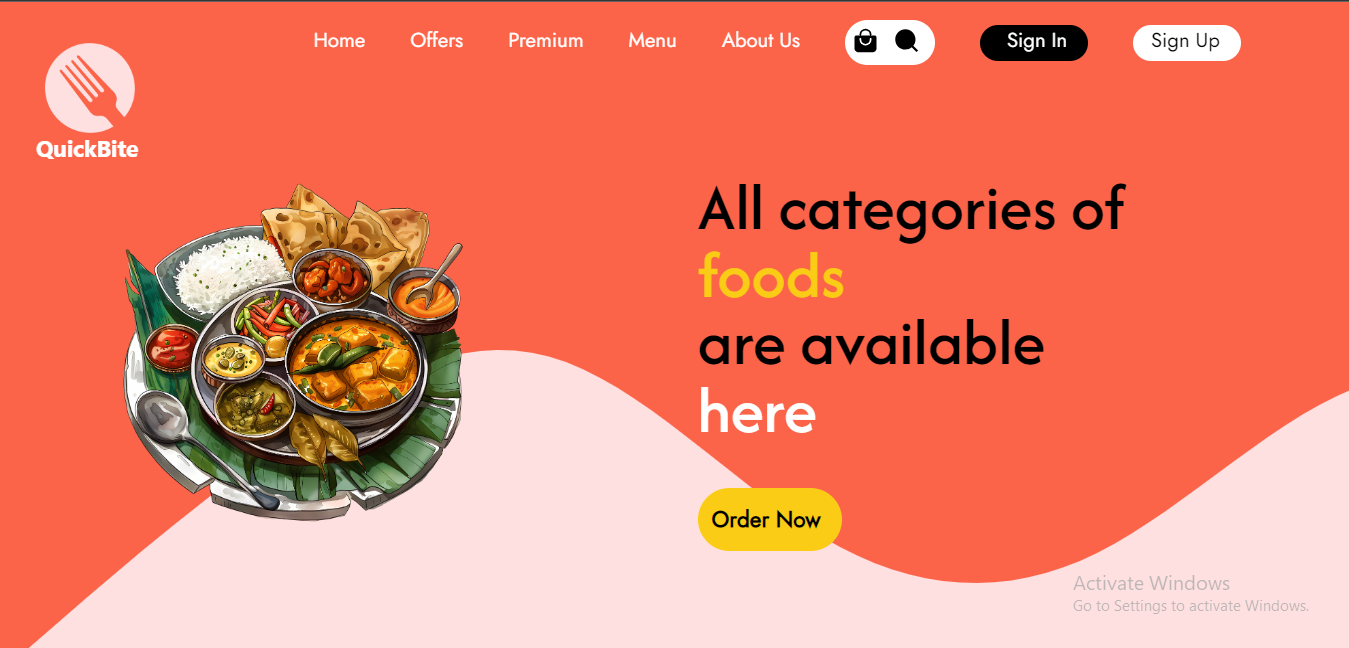 Home Offers Premium Menu About Us Sign In Sign Up
QuickBite
All categories of
foods
are available
here
Order Now
Activate Windows
Go to Settings to activate Windows.